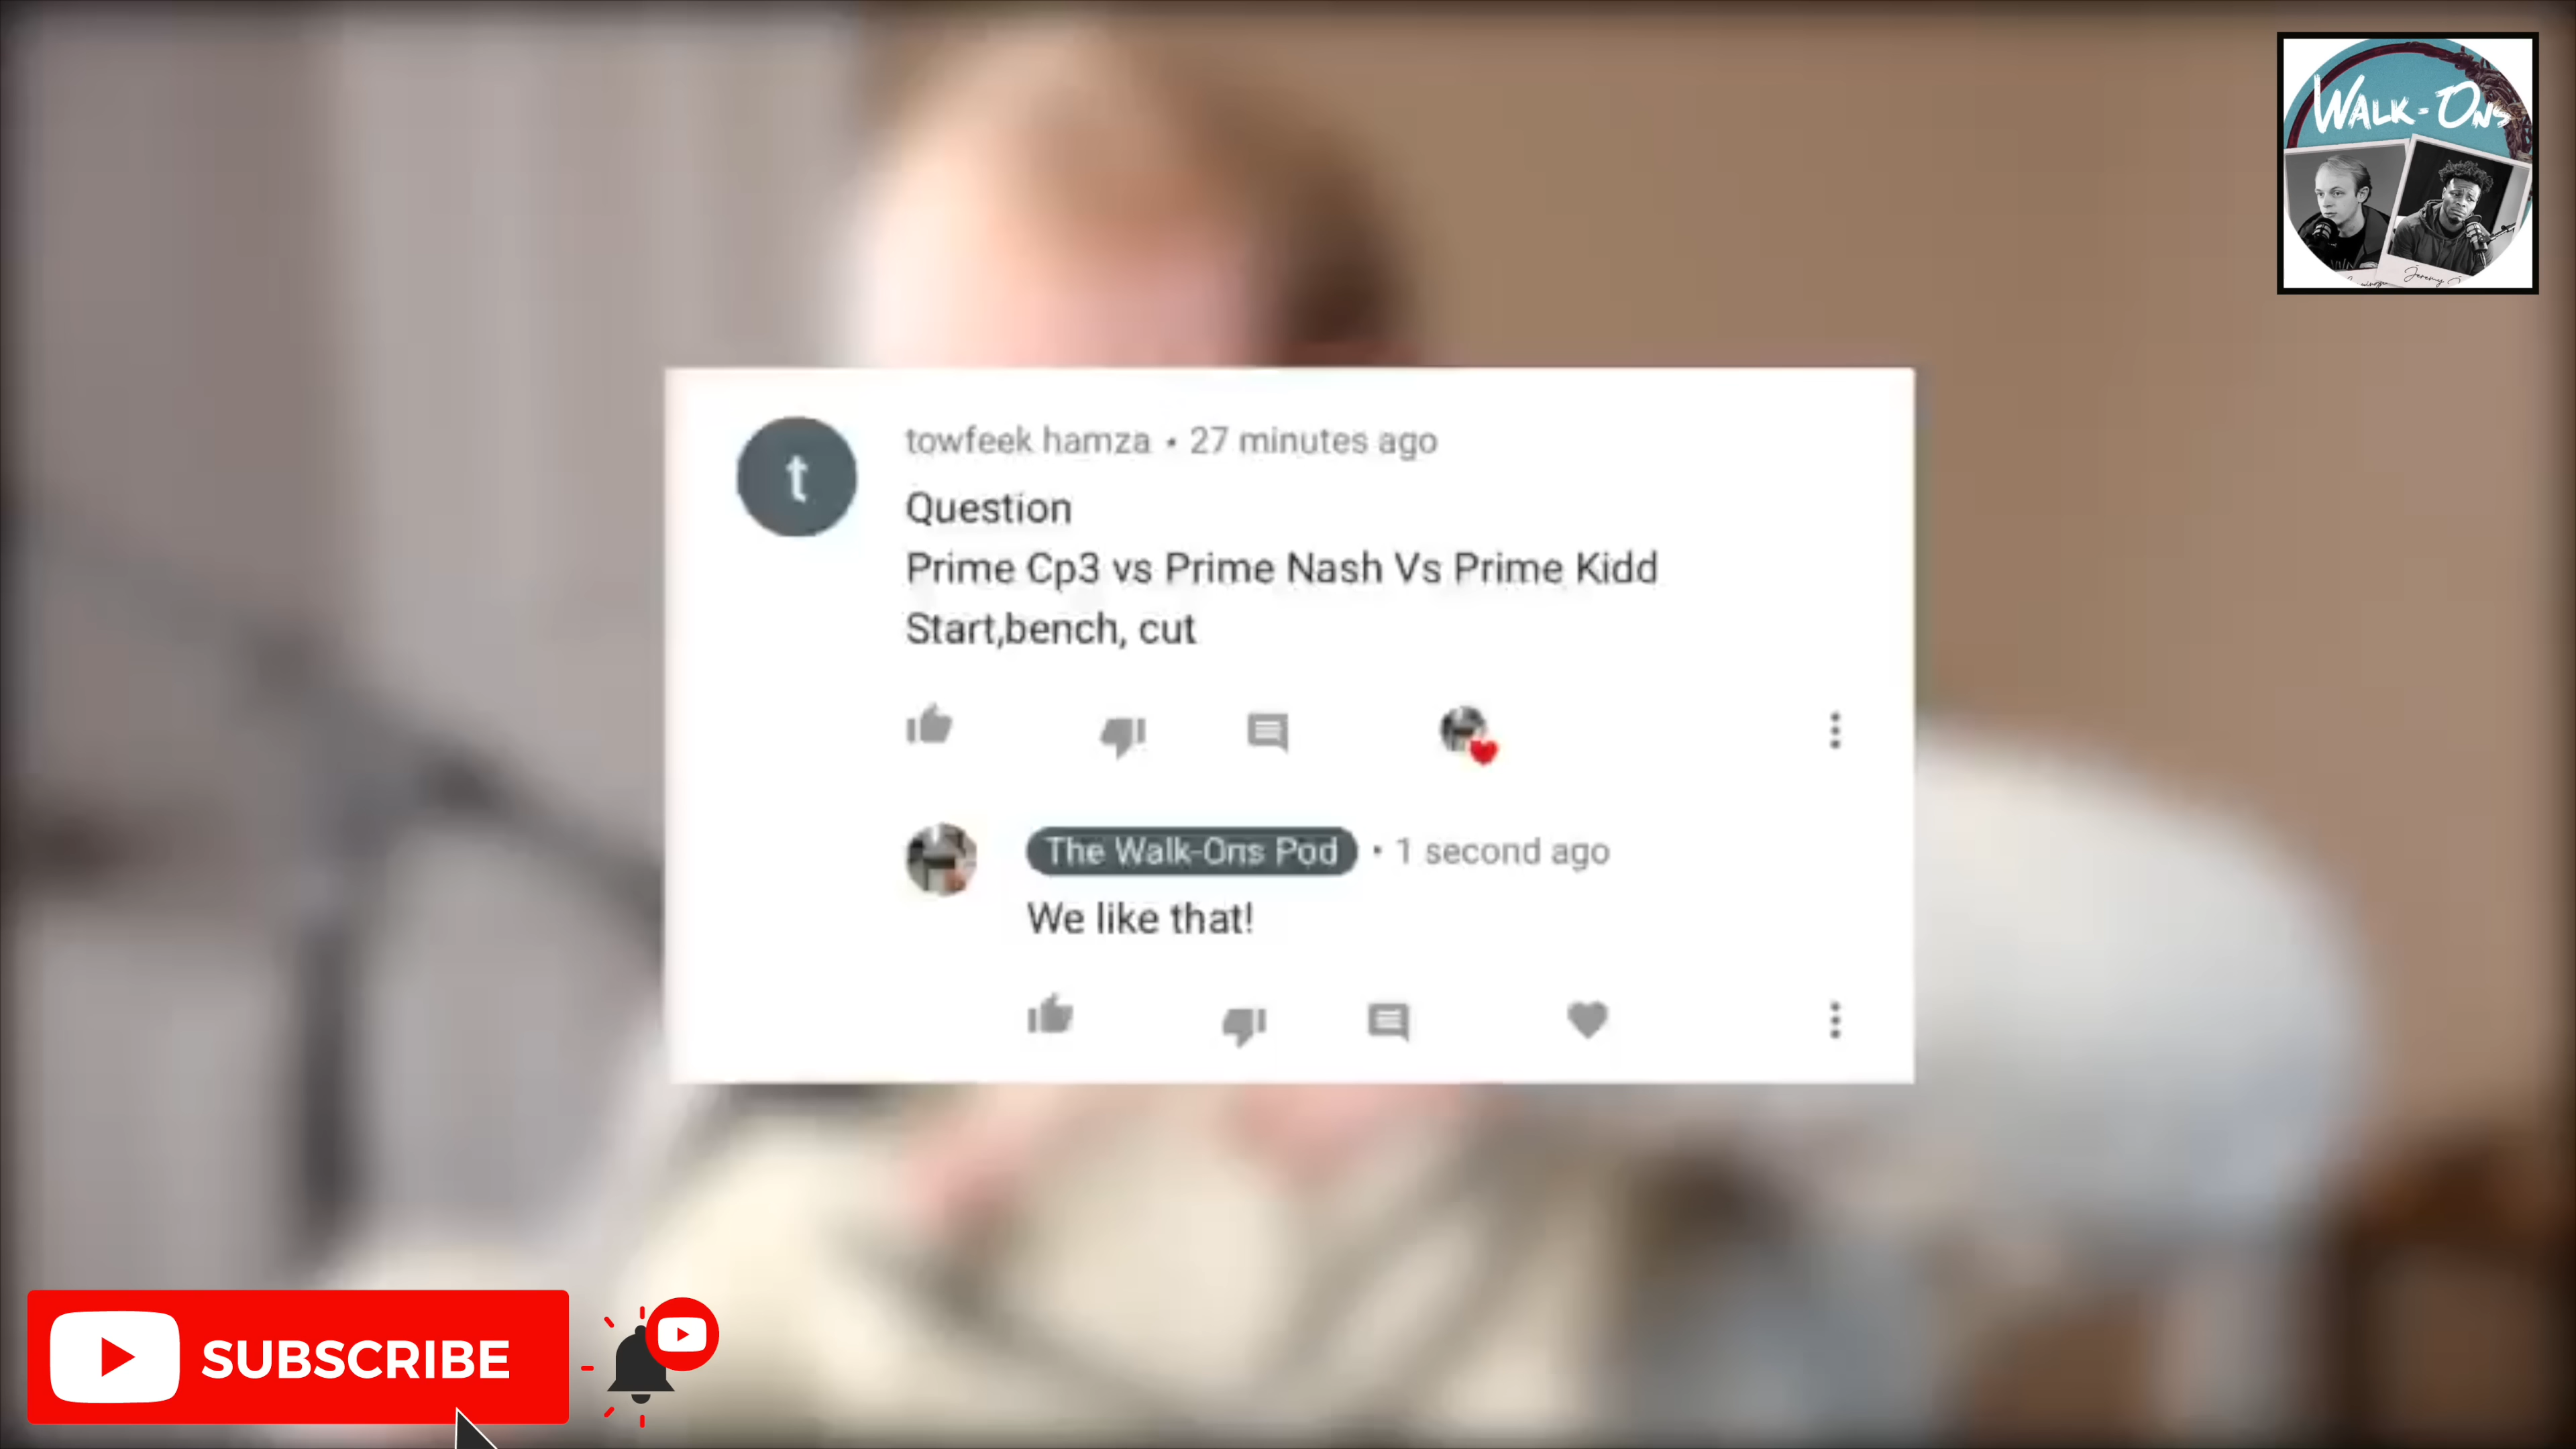 WALK-ONS
t
towfeek hamza • 27 minutes ago
Question
Prime Cp3 vs Prime Nash Vs Prime Kidd
Start,bench, cut
The Walk-Ons Pod • 1 second ago
We like that!
SUBSCRIBE